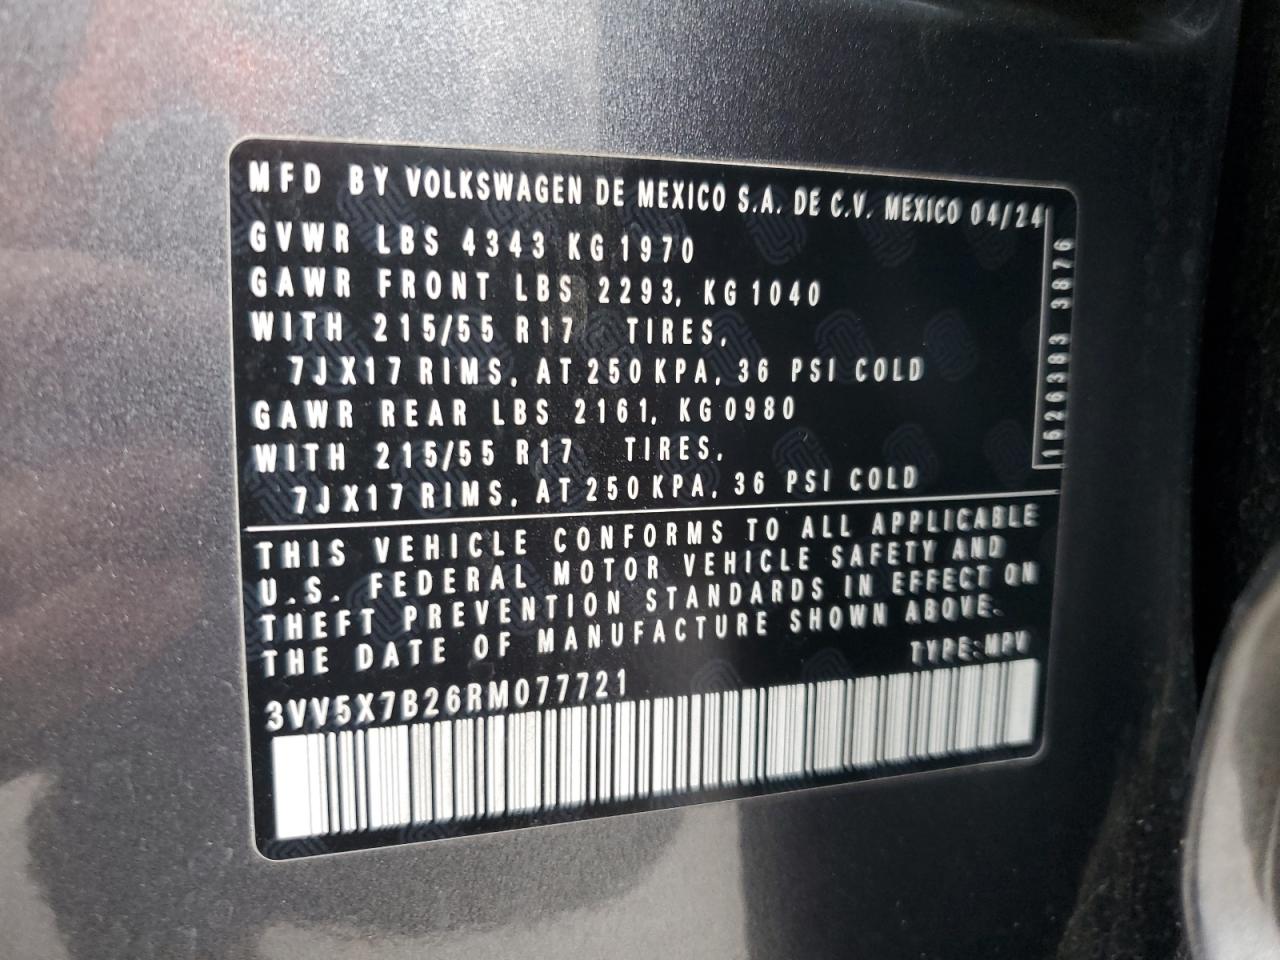 MFD BY VOLKSWAGEN DE MEXICO S.A. DE C.V. MEXICO 04/24
GVWR LBS 4343 KG 1970
GAWR FRONT LBS 2293, KG 1040
WITH 215/55 R17 TIRES,
7JX17 RIMS, AT 250 KPA, 36 PSI COLD
GAWR REAR LBS 2161, KG 0980
WITH 215/55 R17 TIRES,
7JX17 RIMS, AT 250 KPA, 36 PSI COLD
1526383 3876
THIS VEHICLE CONFORMS TO ALL APPLICABLE
U.S. FEDERAL MOTOR VEHICLE SAFETY AND
THEFT PREVENTION STANDARDS IN EFFECT ON
THE DATE OF MANUFACTURE SHOWN ABOVE.
TYPE:MPV
3VV5X7B26RM077721